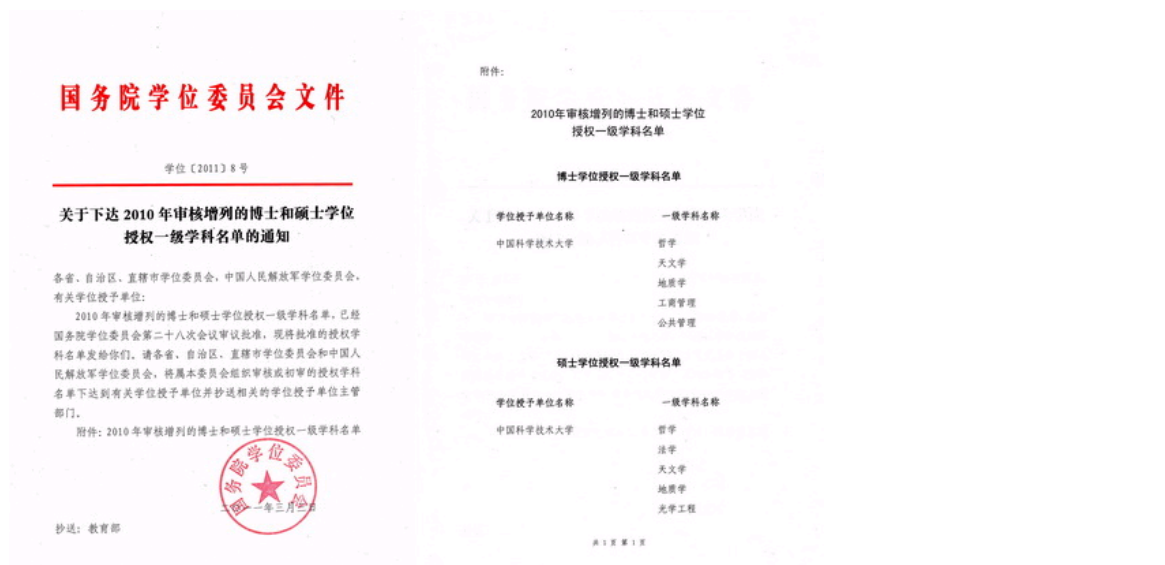 国务院学位委员会文件
学位〔2011〕8号
关于下达2010年审核增列的博士和硕士学位
授权一级学科名单的通知
各省、自治区、直辖市学位委员会，中国人民解放军学位委员会，
有关学位授予单位：
2010年审核增列的博士和硕士学位授权一级学科名单，已经
国务院学位委员会第二十八次会议审议批准，现将批准的授权学
科名单发给你们。请各省、自治区、直辖市学位委员会和中国人
民解放军学位委员会，将属本委员会组织审核或初审的授权学科
名单下达到有关学位授予单位并抄送相关的学位授予单位主管
部门。
附件：2010年审核增列的博士和硕士学位授权一级学科名单
国务院学位委员会
二〇一一年三月日
抄送：教育部
附件：
2010年审核增列的博士和硕士学位
授权一级学科名单
博士学位授权一级学科名单
学位授予单位名称 一级学科名称
中国科学技术大学 哲学
天文学
地质学
工商管理
公共管理
硕士学位授权一级学科名单
学位授予单位名称 一级学科名称
中国科学技术大学 哲学
法学
天文学
地质学
光学工程
共 1 页 第 1 页